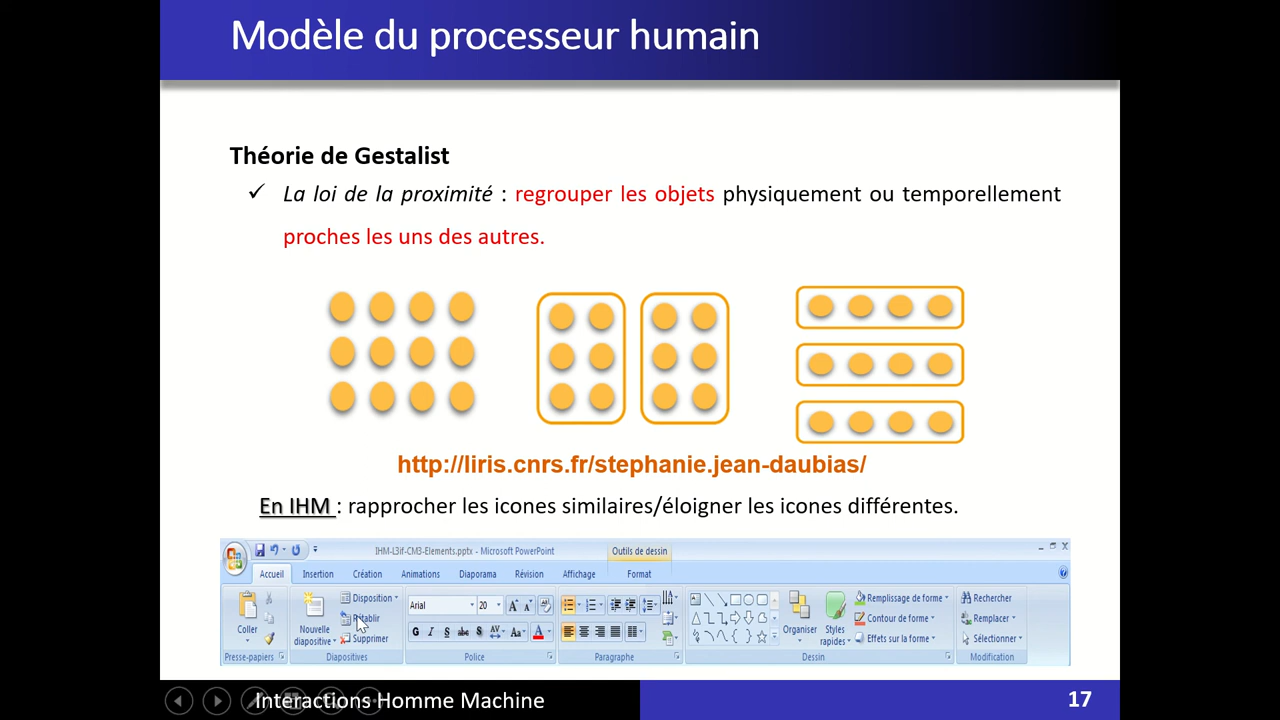 Modèle du processeur humain
Théorie de Gestalist
✓ La loi de la proximité : regrouper les objets physiquement ou temporellement
proches les uns des autres.
http://liris.cnrs.fr/stephanie.jean-daubias/
En IHM : rapprocher les icones similaires/éloigner les icones différentes.
IHM-L3if-CM3-Elements.pptx - Microsoft PowerPoint
Outils de dessin
Accueil Insertion Création Animations Diaporama Révision Affichage Format
Disposition Arial 20 Remplissage de forme Rechercher
Rétablir Contour de forme Remplacer
Coller Nouvelle diapositive Supprimer G I S abc S AV Aa A Organiser Styles rapides Effets sur la forme Sélectionner
Presse-papiers Diapositives Police Paragraphe Dessin Modification
Interactions Homme Machine
17